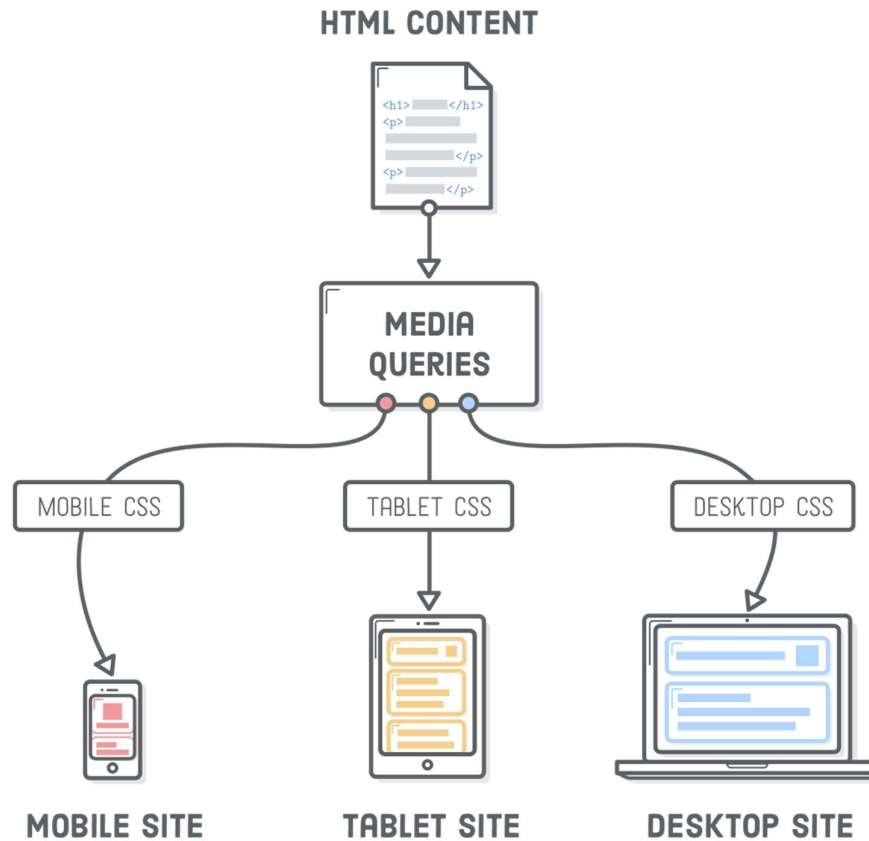 HTML CONTENT
<h1> </h1>
<p>
</p>
<p>
</p>
MEDIA
QUERIES
MOBILE CSS
TABLET CSS
DESKTOP CSS
MOBILE SITE
TABLET SITE
DESKTOP SITE